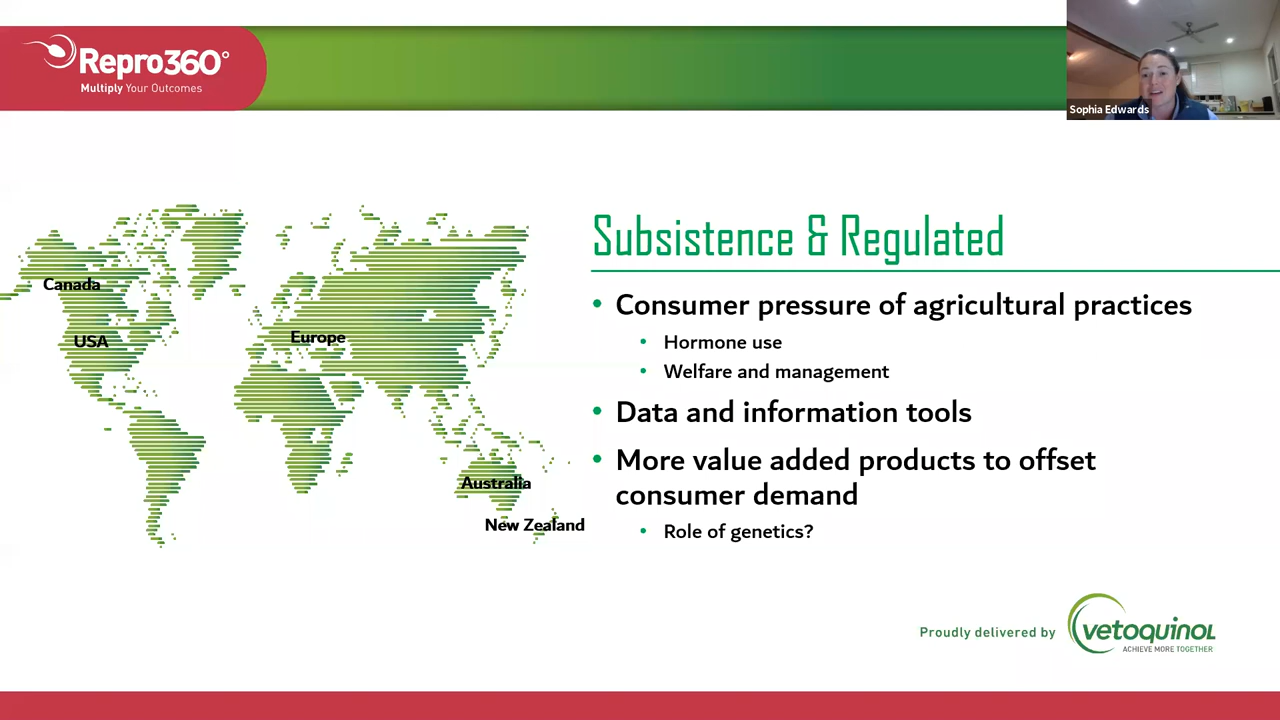 Repro360°
Multiply Your Outcomes
Sophia Edwards
Canada
USA
Europe
Australia
New Zealand
Subsistence & Regulated
• Consumer pressure of agricultural practices
• Hormone use
• Welfare and management
• Data and information tools
• More value added products to offset
consumer demand
• Role of genetics?
Proudly delivered by
vetoquinol
ACHIEVE MORE TOGETHER